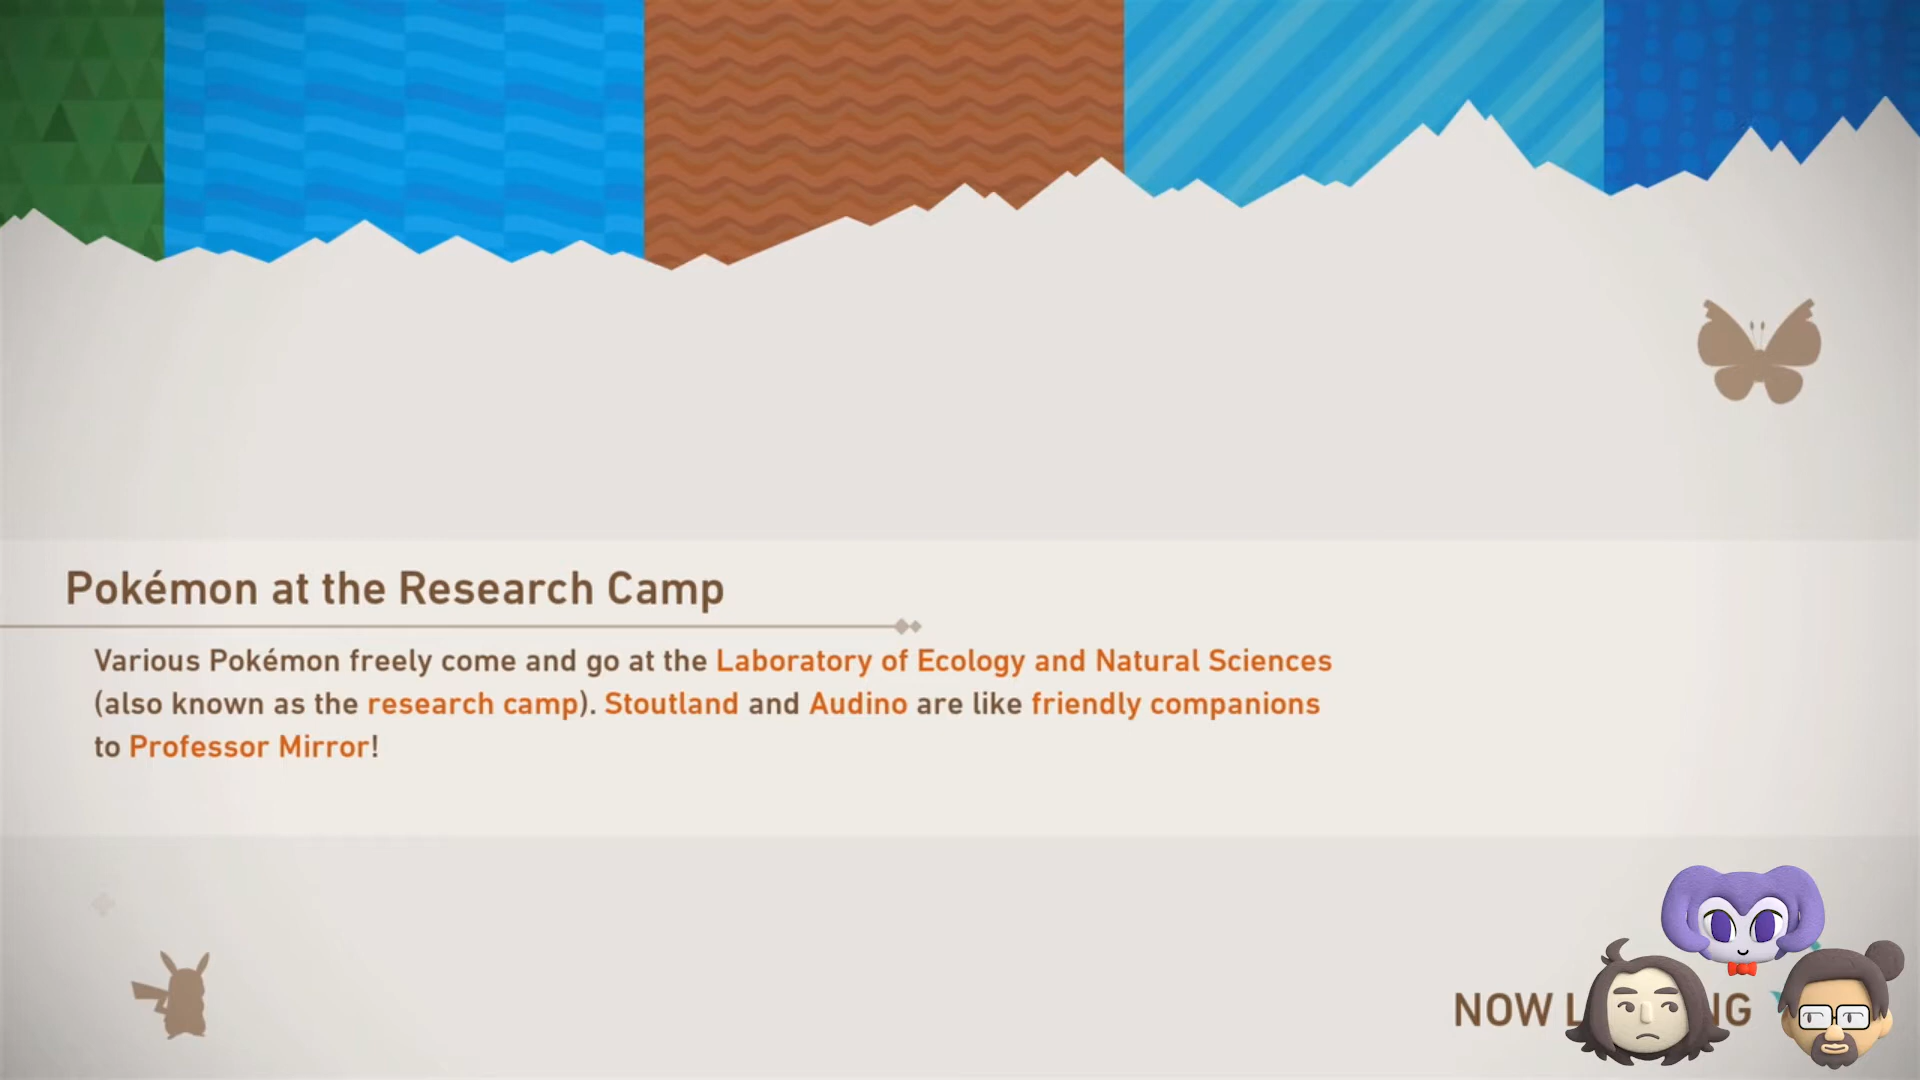 Pokémon at the Research Camp
Various Pokémon freely come and go at the Laboratory of Ecology and Natural Sciences
(also known as the research camp). Stoutland and Audino are like friendly companions
to Professor Mirror!
NOW